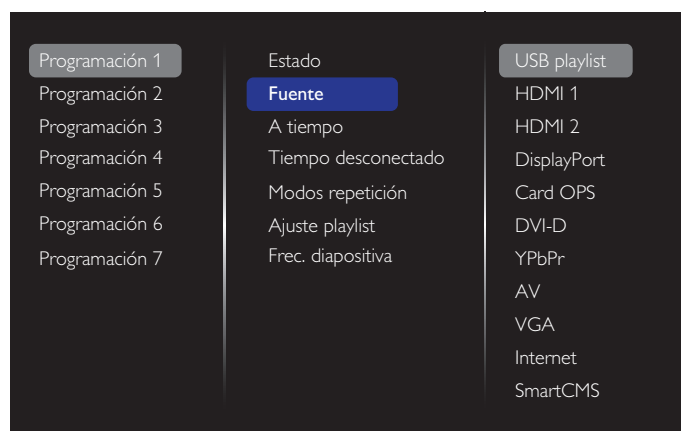 Programación 1
Programación 2
Programación 3
Programación 4
Programación 5
Programación 6
Programación 7
Estado
Fuente
A tiempo
Tiempo desconectado
Modos repetición
Ajuste playlist
Frec. diapositiva
USB playlist
HDMI 1
HDMI 2
DisplayPort
Card OPS
DVI-D
YPbPr
AV
VGA
Internet
SmartCMS